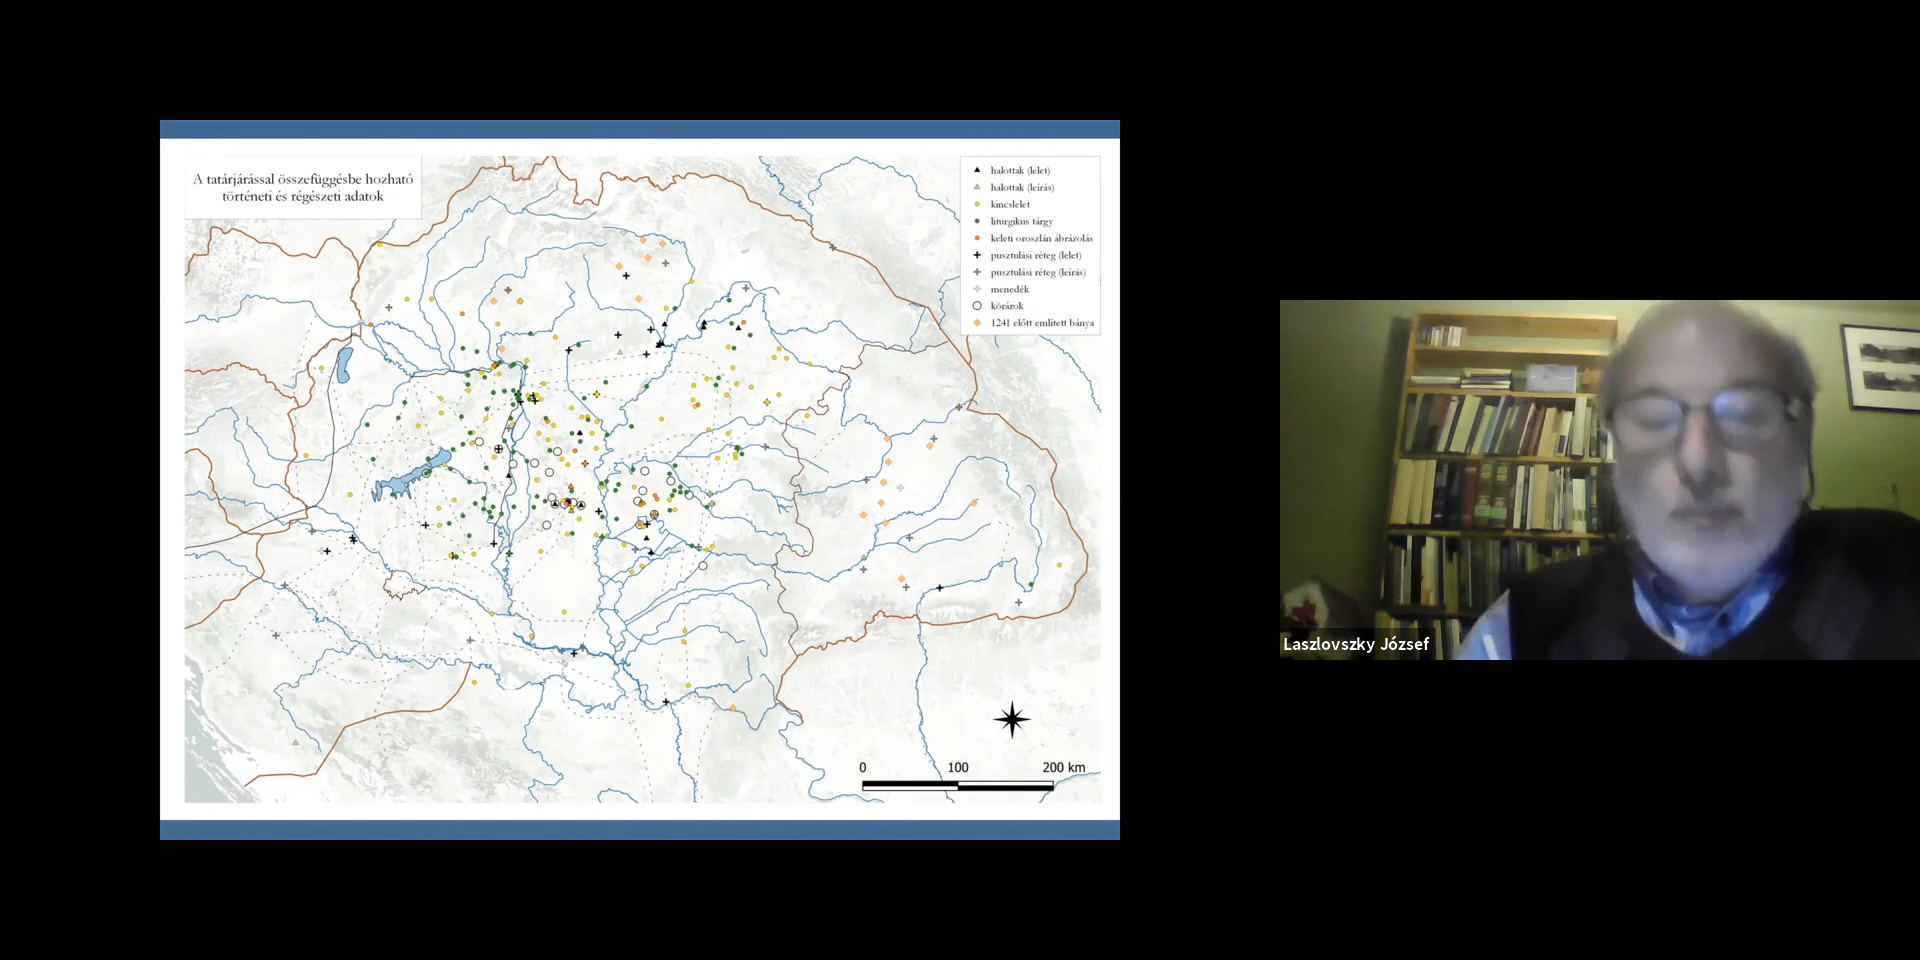 A tatárjárással összefüggésbe hozható
történeti és régészeti adatok
halottak (lelet)
halottak (leírás)
kincslelet
liturgikus tárgy
keleti oroszlán ábrázolás
pusztulási réteg (lelet)
pusztulási réteg (leírás)
menedék
körárok
1241 előtt említett bánya
0 100 200 km
Laszlovszky József